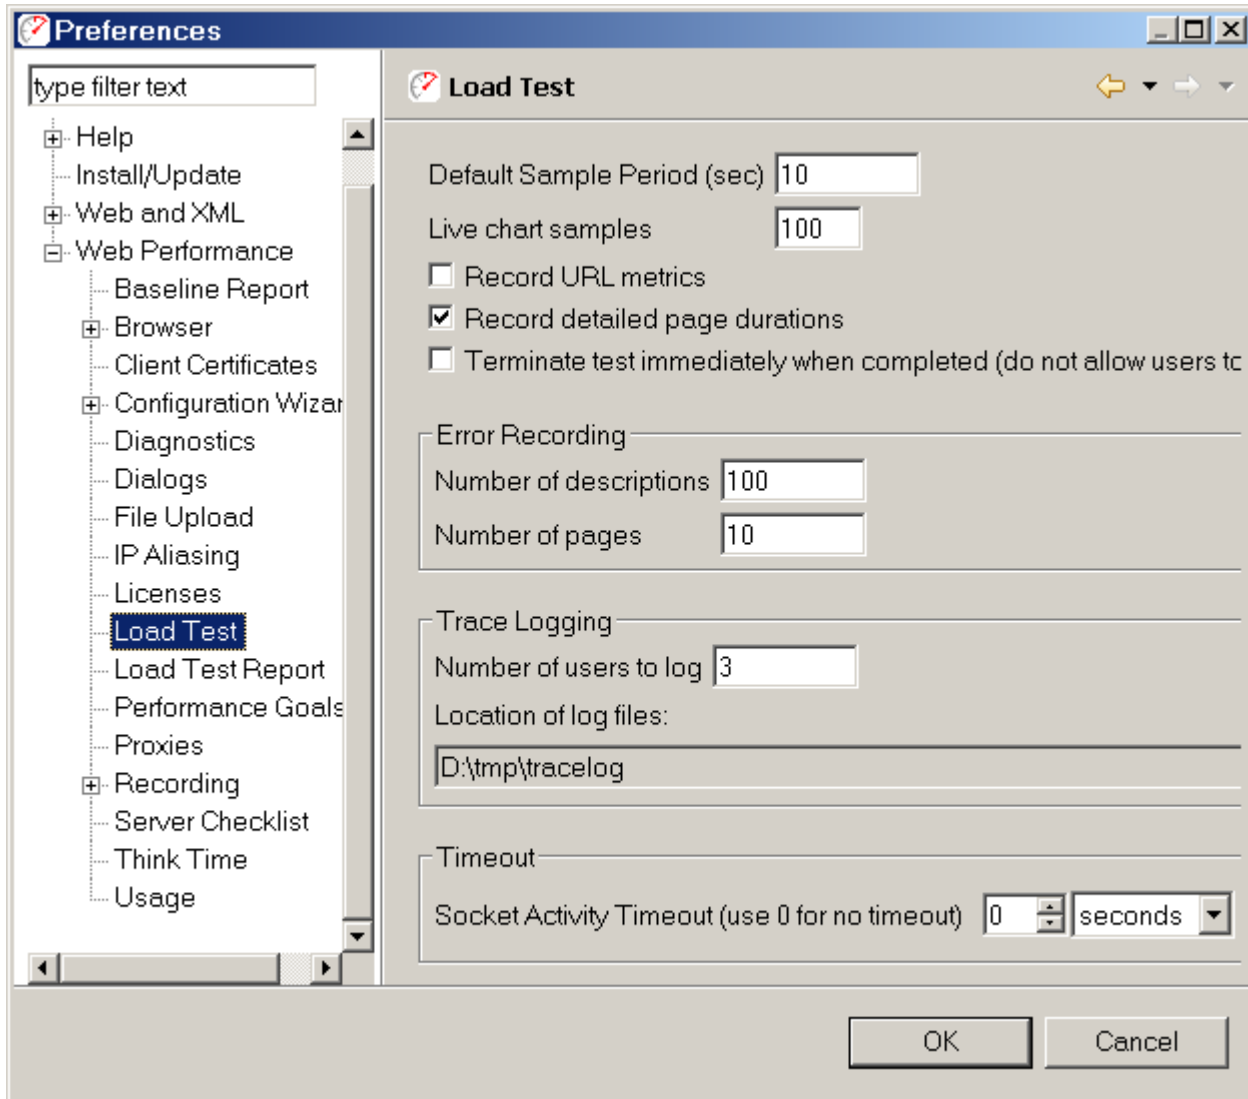 Preferences
type filter text
Help
Install/Update
Web and XML
Web Performance
Baseline Report
Browser
Client Certificates
Configuration Wizar
Diagnostics
Dialogs
File Upload
IP Aliasing
Licenses
Load Test
Load Test Report
Performance Goals
Proxies
Recording
Server Checklist
Think Time
Usage
Load Test
Default Sample Period (sec) 10
Live chart samples 100
Record URL metrics
Record detailed page durations
Terminate test immediately when completed (do not allow users to
Error Recording
Number of descriptions 100
Number of pages 10
Trace Logging
Number of users to log 3
Location of log files:
D:\tmp\tracelog
Timeout
Socket Activity Timeout (use 0 for no timeout) 0 seconds
OK Cancel